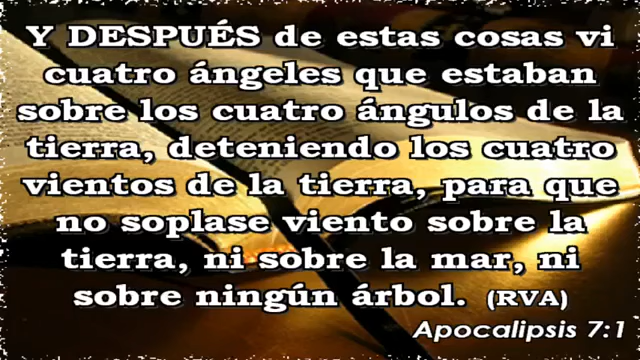 Y DESPUÉS de estas cosas vi
cuatro ángeles que estaban
sobre los cuatro ángulos de la
tierra, deteniendo los cuatro
vientos de la tierra, para que
no soplase viento sobre la
tierra, ni sobre la mar, ni
sobre ningún árbol. (RVA)
Apocalipsis 7:1